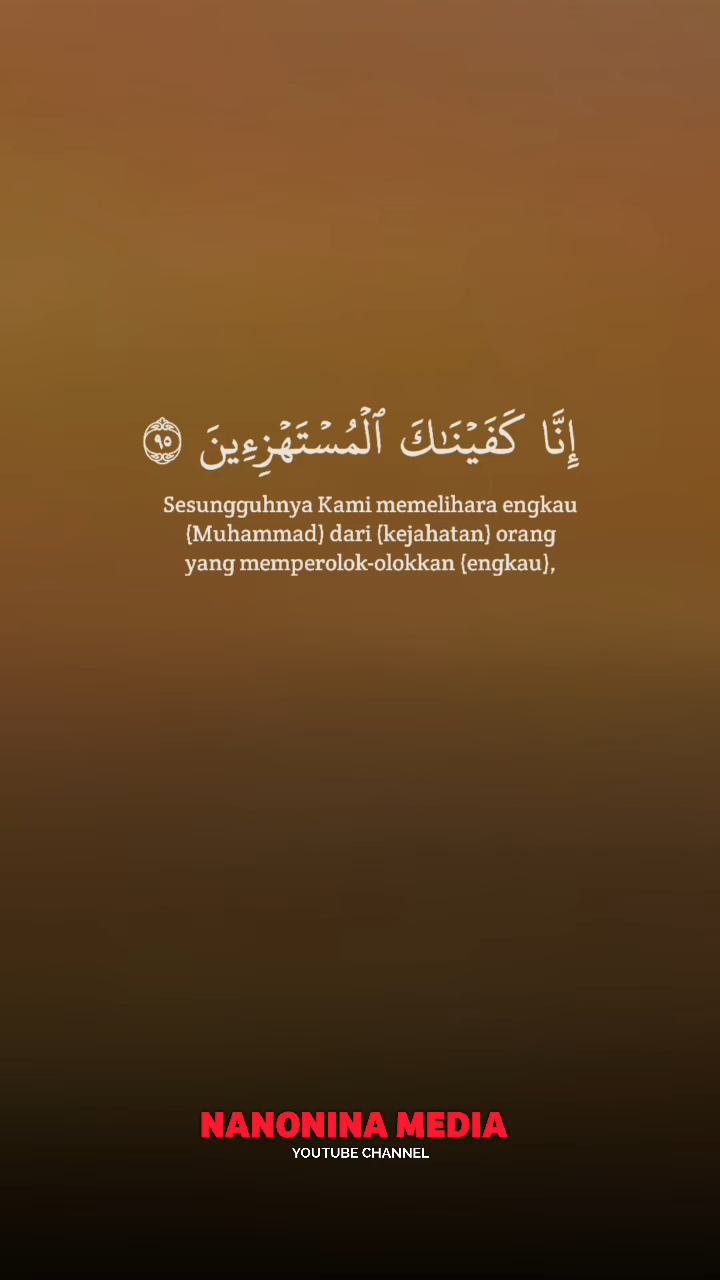 إِنَّا كَفَيْنَـٰكَ ٱلْمُسْتَهْزِءِينَ ٩٥
Sesungguhnya Kami memelihara engkau
(Muhammad) dari (kejahatan) orang
yang memperolok-olokkan (engkau),
NANONINA MEDIA
YOUTUBE CHANNEL